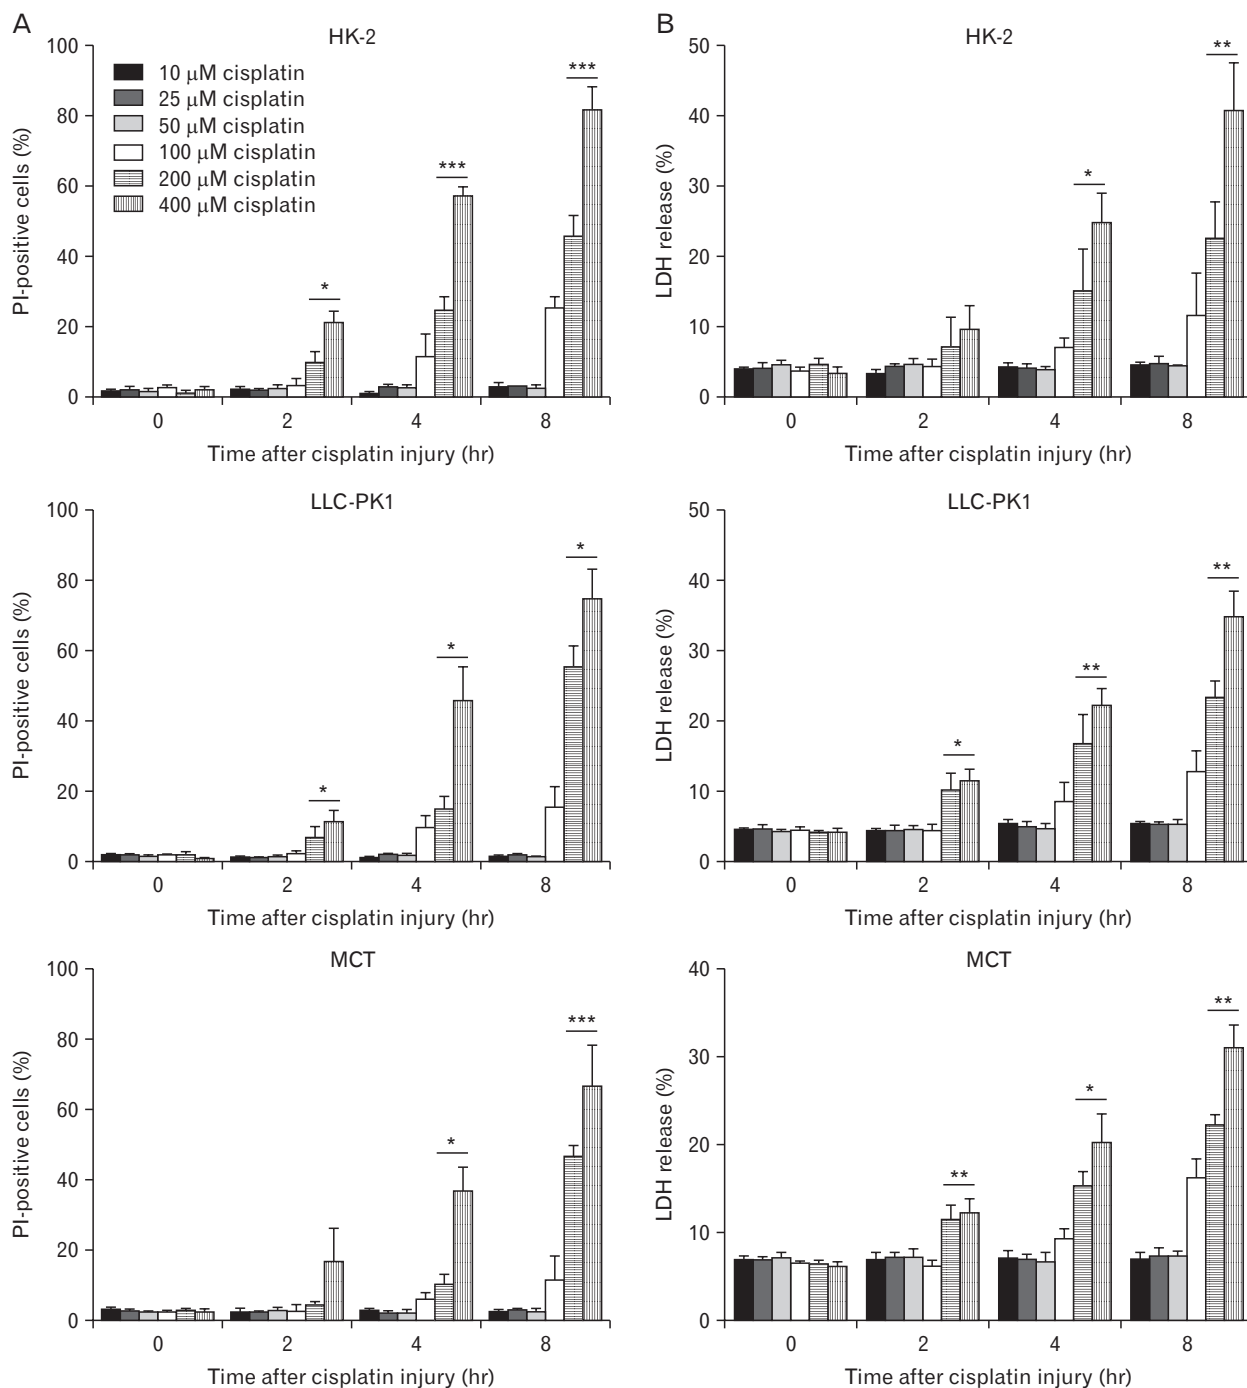 A
HK-2
100
80
60
40
20
0
PI-positive cells (%)
10 μM cisplatin
25 μM cisplatin
50 μM cisplatin
100 μM cisplatin
200 μM cisplatin
400 μM cisplatin
*
***
***
0 2 4 8
Time after cisplatin injury (hr)
B
HK-2
50
40
30
20
10
0
LDH release (%)
*
**
0 2 4 8
Time after cisplatin injury (hr)
LLC-PK1
100
80
60
40
20
0
PI-positive cells (%)
*
*
*
0 2 4 8
Time after cisplatin injury (hr)
LLC-PK1
50
40
30
20
10
0
LDH release (%)
*
**
**
0 2 4 8
Time after cisplatin injury (hr)
MCT
100
80
60
40
20
0
PI-positive cells (%)
*
***
0 2 4 8
Time after cisplatin injury (hr)
MCT
40
30
20
10
0
LDH release (%)
**
*
**
0 2 4 8
Time after cisplatin injury (hr)